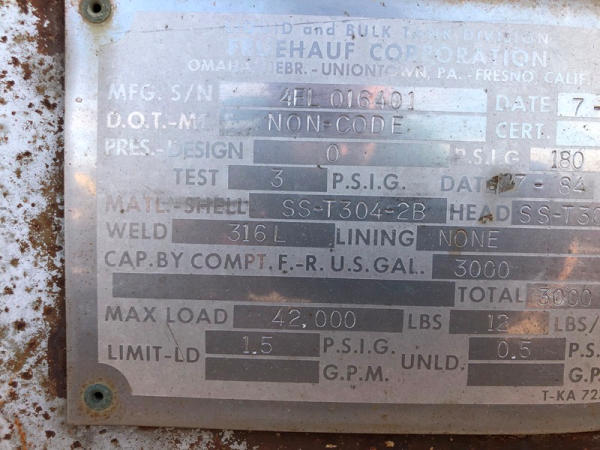 ID and BULK TANK DIVISION
FRUEHAUF CORPORATION
OMAHA, NEBR.-UNIONTOWN, PA.-FRESNO, CALIF.
MFG. S/N 4EL 016401 DATE 7-
D.O.T.-M NON-CODE CERT.
PRES.-DESIGN 0 P.S.I.G. 180
TEST 3 P.S.I.G. DATE 7-84
MATL.-SHELL SS-T304-2B HEAD SS-T30
WELD 316 L LINING NONE
CAP. BY COMPT. F.-R. U.S. GAL. 3000
TOTAL 3000
MAX LOAD 42,000 LBS 12 LBS/
LIMIT-LD 1.5 P.S.I.G. UNLD. 0.5 P.S
G.P.M. G.P
T-KA 72